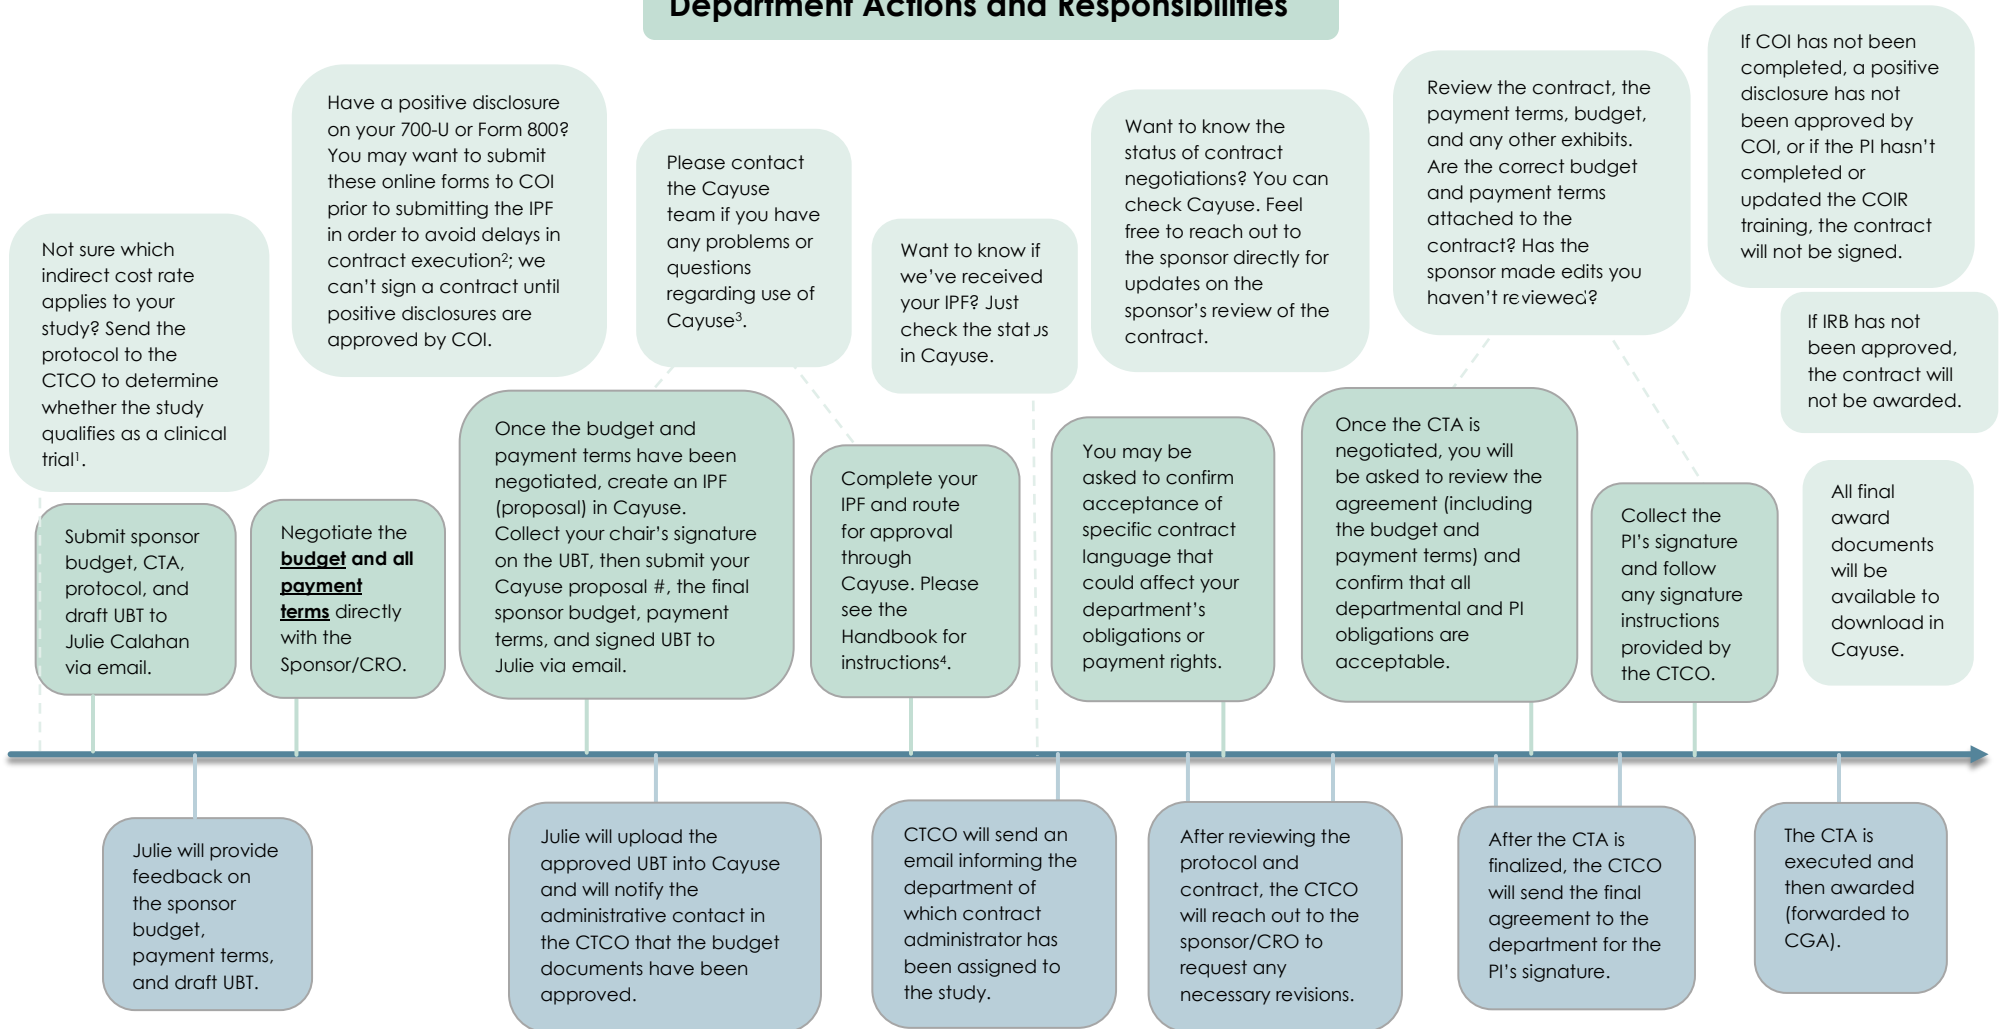 Department Actions and Responsibilities
Not sure which
indirect cost rate
applies to your
study? Send the
protocol to the
CTCO to determine
whether the study
qualifies as a clinical
trial¹.
Have a positive disclosure
on your 700-U or Form 800?
You may want to submit
these online forms to COI
prior to submitting the IPF
in order to avoid delays in
contract execution²; we
can't sign a contract until
positive disclosures are
approved by COI.
Please contact
the Cayuse
team if you have
any problems or
questions
regarding use of
Cayuse³.
Want to know if
we've received
your IPF? Just
check the status
in Cayuse.
Want to know the
status of contract
negotiations? You can
check Cayuse. Feel
free to reach out to
the sponsor directly for
updates on the
sponsor's review of the
contract.
Review the contract, the
payment terms, budget,
and any other exhibits.
Are the correct budget
and payment terms
attached to the
contract? Has the
sponsor made edits you
haven't reviewed?
If COI has not been
completed, a positive
disclosure has not
been approved by
COI, or if the PI hasn't
completed or
updated the COIR
training, the contract
will not be signed.
If IRB has not
been approved,
the contract will
not be awarded.
All final
award
documents
will be
available to
download in
Cayuse.
Submit sponsor
budget, CTA,
protocol, and
draft UBT to
Julie Calahan
via email.
Negotiate the
budget and all
payment
terms directly
with the
Sponsor/CRO.
Once the budget and
payment terms have been
negotiated, create an IPF
(proposal) in Cayuse.
Collect your chair's signature
on the UBT, then submit your
Cayuse proposal #, the final
sponsor budget, payment
terms, and signed UBT to
Julie via email.
Complete your
IPF and route
for approval
through
Cayuse. Please
see the
Handbook for
instructions⁴.
You may be
asked to confirm
acceptance of
specific contract
language that
could affect your
department's
obligations or
payment rights.
Once the CTA is
negotiated, you will
be asked to review the
agreement (including
the budget and
payment terms) and
confirm that all
departmental and PI
obligations are
acceptable.
Collect the
PI's signature
and follow
any signature
instructions
provided by
the CTCO.
Julie will provide
feedback on
the sponsor
budget,
payment terms,
and draft UBT.
Julie will upload the
approved UBT into Cayuse
and will notify the
administrative contact in
the CTCO that the budget
documents have been
approved.
CTCO will send an
email informing the
department of
which contract
administrator has
been assigned to
the study.
After reviewing the
protocol and
contract, the CTCO
will reach out to the
sponsor/CRO to
request any
necessary revisions.
After the CTA is
finalized, the CTCO
will send the final
agreement to the
department for the
PI's signature.
The CTA is
executed and
then awarded
(forwarded to
CGA).